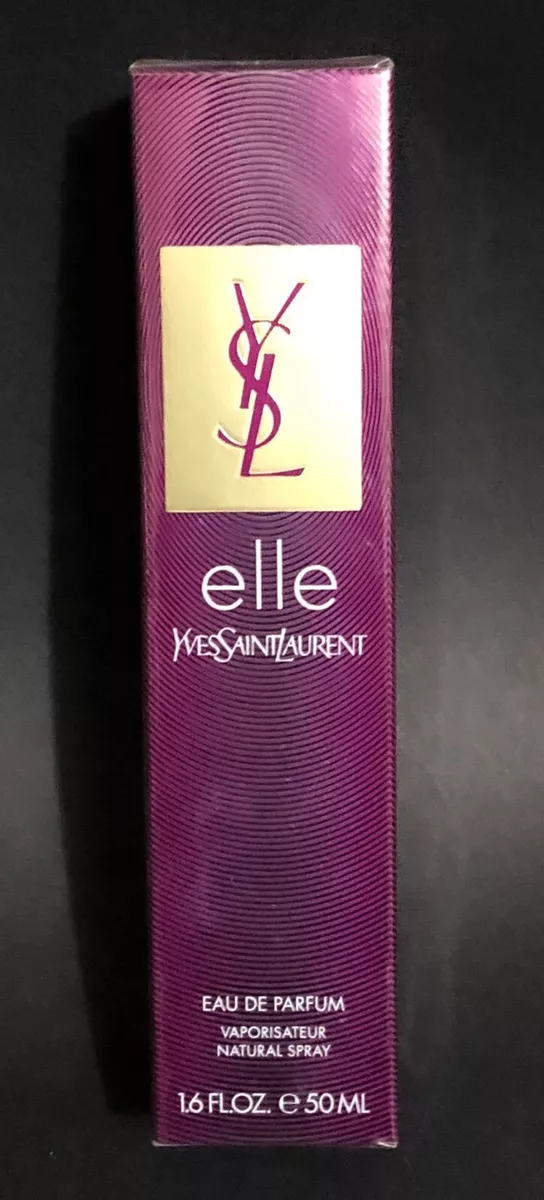 YSL
elle
YVESSAINTLAURENT
EAU DE PARFUM
VAPORISATEUR
NATURAL SPRAY
1.6 FL.OZ. ℮ 50 ML